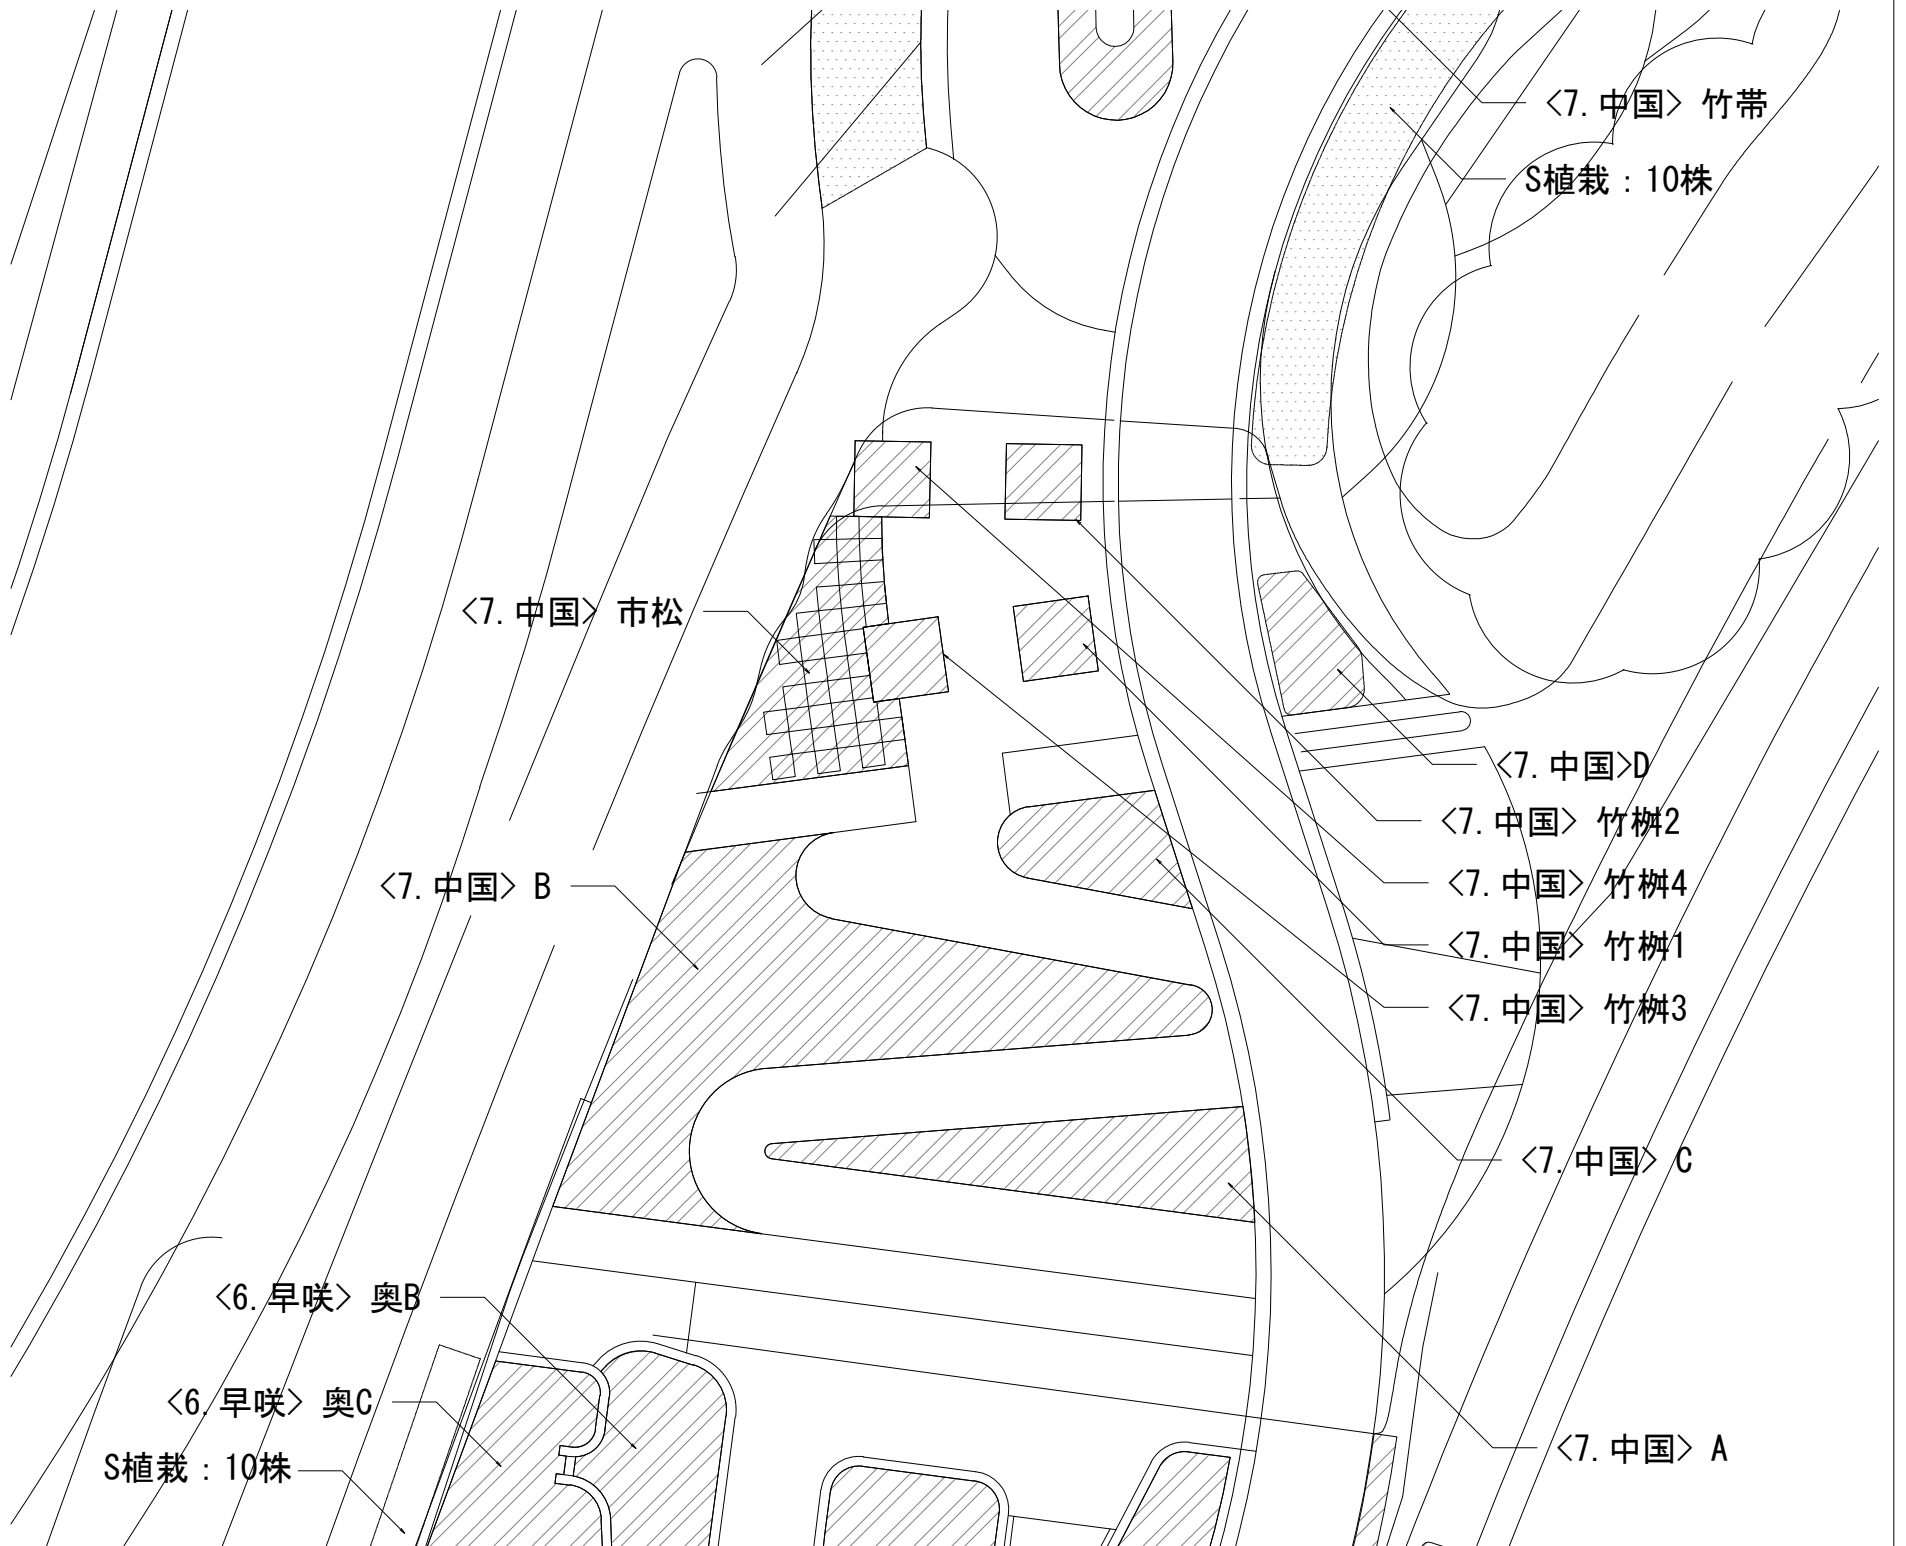 <7.中国> 竹帯
S植栽：10株
<7.中国> 市松
<7.中国>D
<7.中国> 竹桝2
<7.中国> B
<7.中国> 竹桝4
<7.中国> 竹桝1
<7.中国> 竹桝3
<7.中国> C
<6.早咲> 奥B
<6.早咲> 奥C
<7.中国> A
S植栽：10株